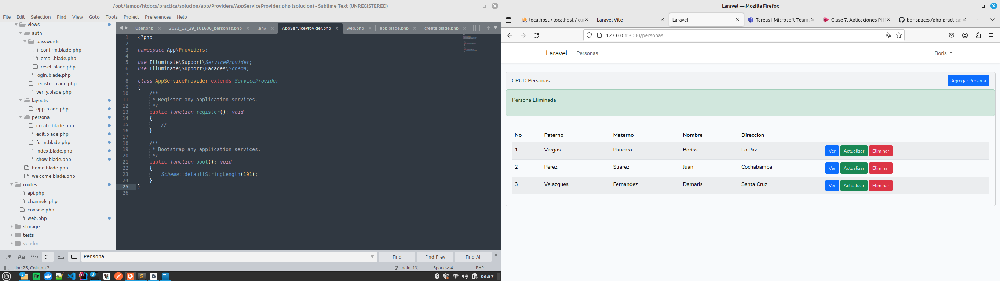 /opt/lampp/htdocs/practica/solucion/app/Providers/AppServiceProvider.php (solucion) - Sublime Text (UNREGISTERED)
File Edit Selection Find View Goto Tools Project Preferences Help
views
auth
passwords
confirm.blade.php
email.blade.php
reset.blade.php
login.blade.php
register.blade.php
verify.blade.php
layouts
app.blade.php
persona
create.blade.php
edit.blade.php
form.blade.php
index.blade.php
show.blade.php
home.blade.php
welcome.blade.php
routes
api.php
channels.php
console.php
web.php
storage
tests
vendor
User.php 2023_12_29_101606_personas.php .env AppServiceProvider.php web.php app.blade.php create.blade.php
1 <?php
2
3 namespace App\Providers;
4
5 use Illuminate\Support\ServiceProvider;
6 use Illuminate\Support\Facades\Schema;
7
8 class AppServiceProvider extends ServiceProvider
9 {
10 /**
11 * Register any application services.
12 */
13 public function register(): void
14 {
15 //
16 }
17
18 /**
19 * Bootstrap any application services.
20 */
21 public function boot(): void
22 {
23 Schema::defaultStringLength(191);
24 }
25 }
26
.* Aa “” Persona Find Find Prev Find All
Line 25, Column 2 main 13 Spaces: 4 PHP
2 3 06:57
Laravel — Mozilla Firefox
localhost / localhost / cu Laravel Vite Laravel Tareas | Microsoft Teams Clase 7. Aplicaciones PH borispacex/php-practica
127.0.0.1:8000/personas
Laravel Personas Boris
CRUD Personas Agregar Persona
Persona Eliminada
No Paterno Materno Nombre Direccion
1 Vargas Paucara Boriss La Paz Ver Actualizar Eliminar
2 Perez Suarez Juan Cochabamba Ver Actualizar Eliminar
3 Velazques Fernandez Damaris Santa Cruz Ver Actualizar Eliminar